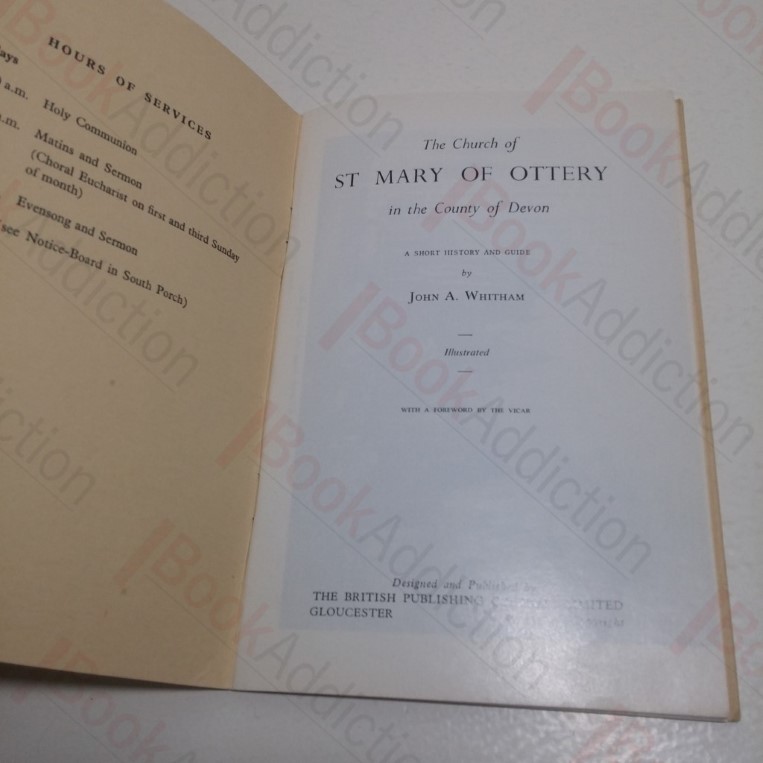 HOURS OF SERVICES
a.m. Holy Communion
a.m. Matins and Sermon
(Choral Eucharist on first and third Sunday
of month)
Evensong and Sermon
see Notice-Board in South Porch)
The Church of
ST MARY OF OTTERY
in the County of Devon
A SHORT HISTORY AND GUIDE
by
JOHN A. WHITHAM
Illustrated
WITH A FOREWORD BY THE VICAR
Designed and Published by
THE BRITISH PUBLISHING LIMITED
GLOUCESTER
BookAddiction